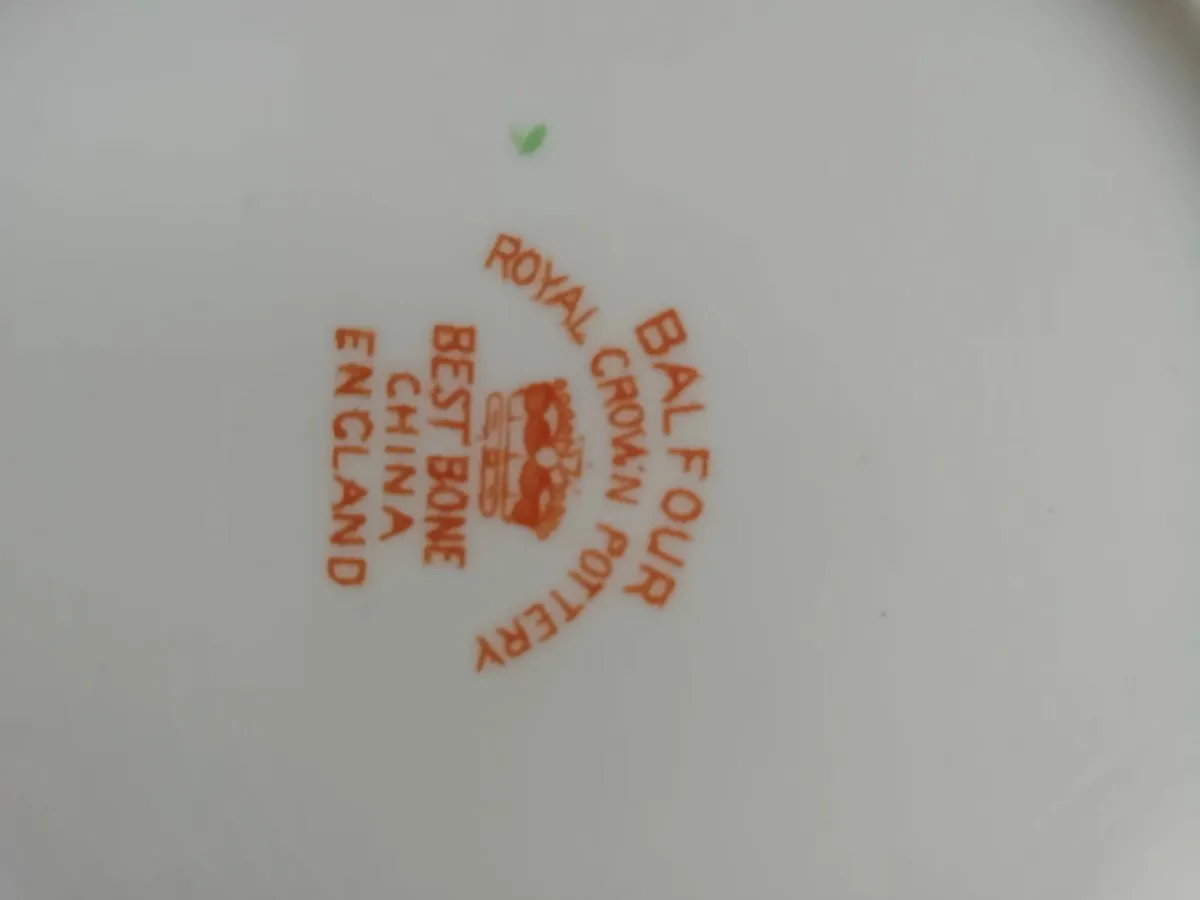 BALFOUR
ROYAL CROWN POTTERY
BEST BONE
CHINA
ENGLAND